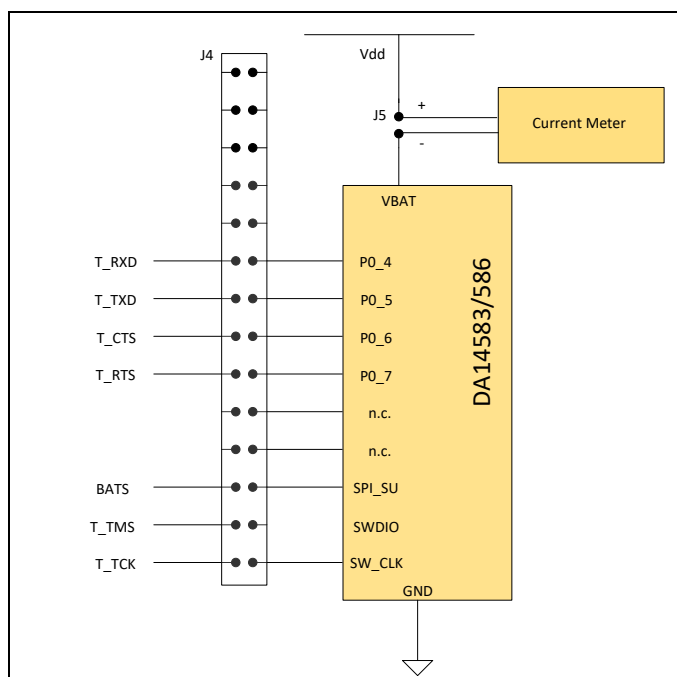 J4
Vdd
J5
+
-
Current Meter
VBAT
DA14583/586
T_RXD
P0_4
T_TXD
P0_5
T_CTS
P0_6
T_RTS
P0_7
n.c.
n.c.
BATS
SPI_SU
T_TMS
SWDIO
T_TCK
SW_CLK
GND